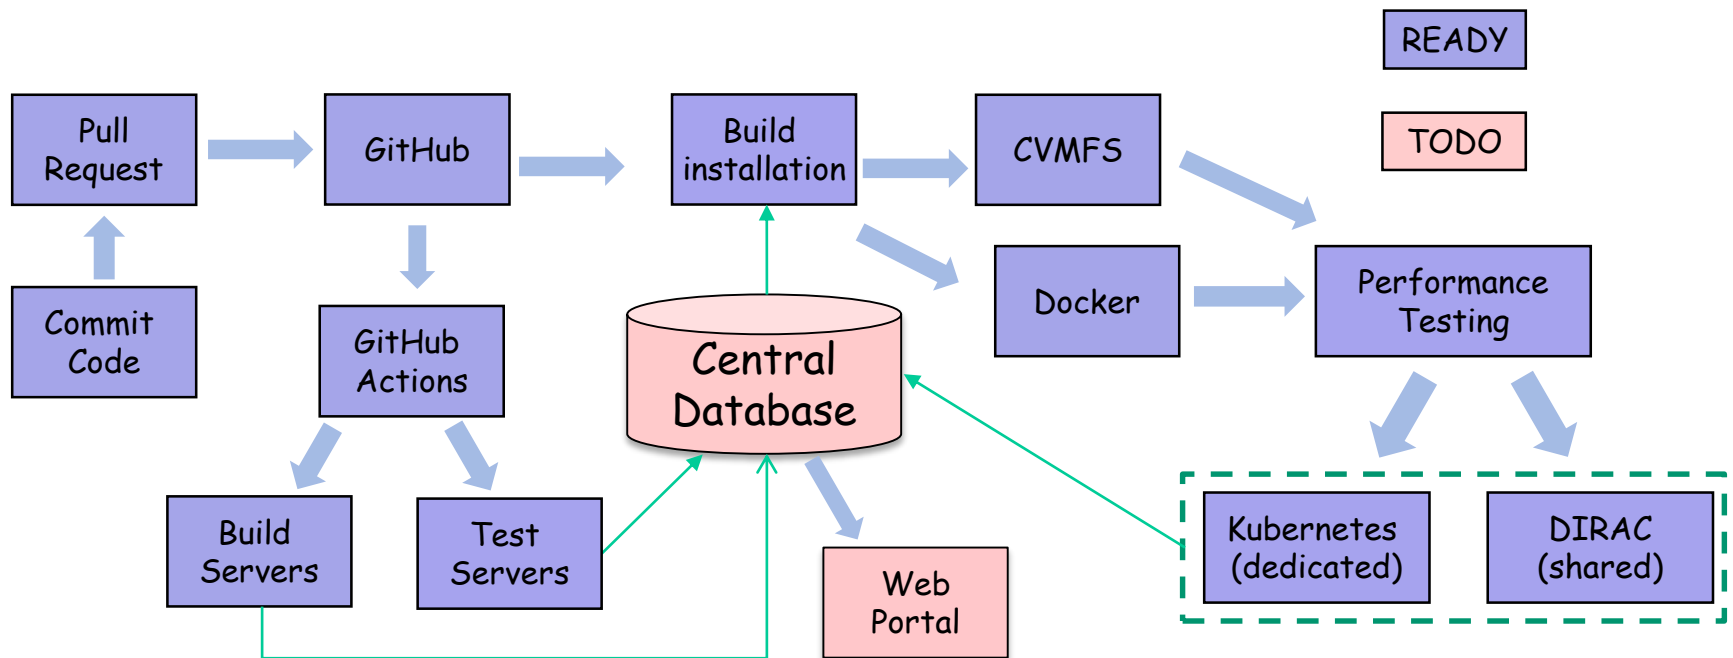 READY
TODO
Pull
Request
GitHub
Build
installation
CVMFS
Commit
Code
GitHub
Actions
Central
Database
Docker
Performance
Testing
Build
Servers
Test
Servers
Web
Portal
Kubernetes
(dedicated)
DIRAC
(shared)